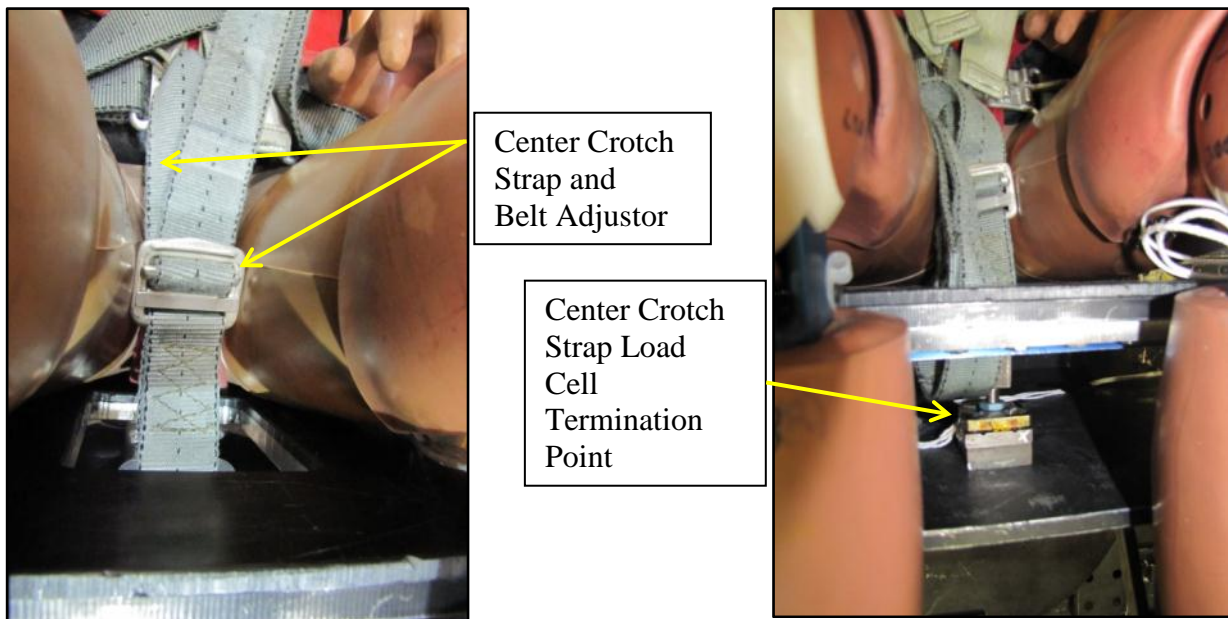 Center Crotch
Strap and
Belt Adjustor
Center Crotch
Strap Load
Cell
Termination
Point
X